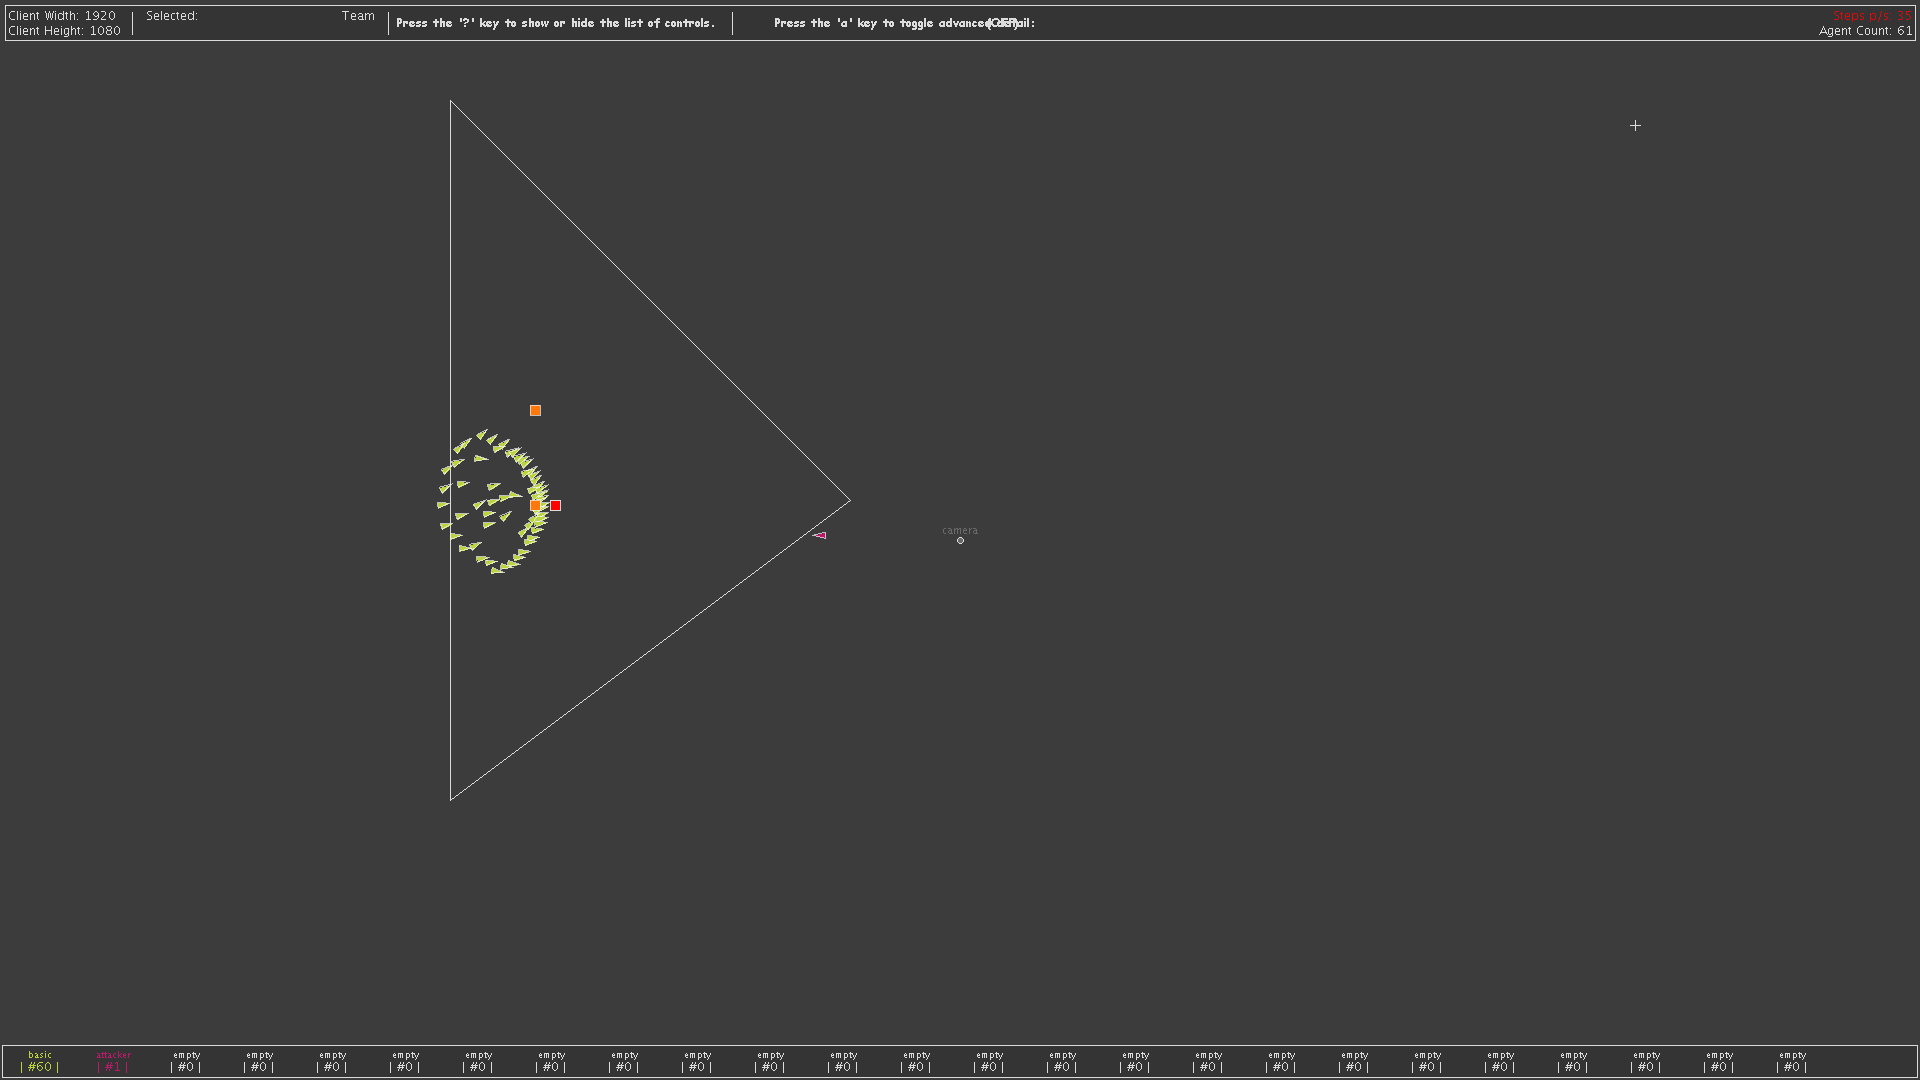 Client Width: 1920
Client Height: 1080
Selected:
Team
Press the '?' key to show or hide the list of controls.
Press the 'a' key to toggle advanced detail:
(OFF)
Steps p/s: 35
Agent Count: 61
camera
basic attacker empty empty empty empty empty empty empty empty empty empty empty empty empty empty empty empty empty empty empty empty empty empty empty
| #60 | | #1 | | #0 | | #0 | | #0 | | #0 | | #0 | | #0 | | #0 | | #0 | | #0 | | #0 | | #0 | | #0 | | #0 | | #0 | | #0 | | #0 | | #0 | | #0 | | #0 | | #0 | | #0 | | #0 | | #0 |